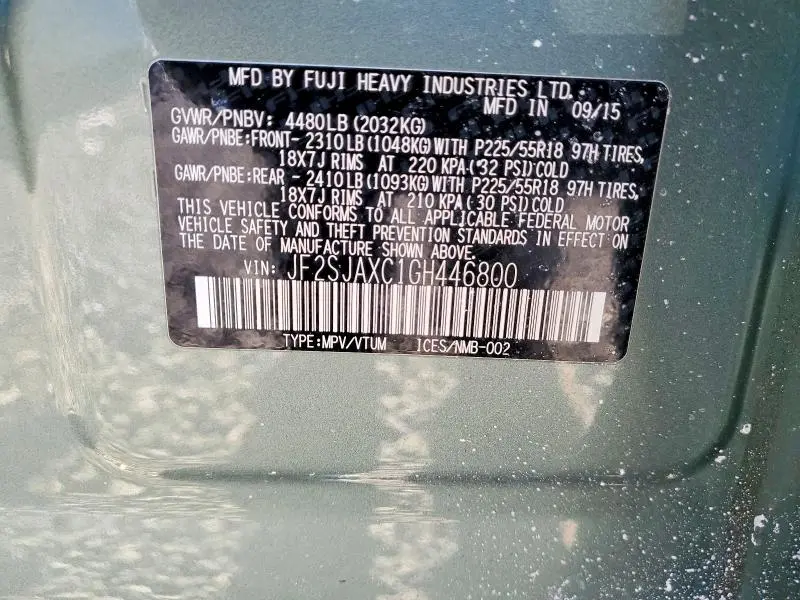 MFD BY FUJI HEAVY INDUSTRIES LTD.
MFD IN 09/15
GVWR/PNBV: 4480LB(2032KG)
GAWR/PNBE:FRONT- 2310LB(1048KG)WITH P225/55R18 97H TIRES,
18X7J RIMS AT 220 KPA( 32 PSI)COLD
GAWR/PNBE:REAR - 2410LB(1093KG)WITH P225/55R18 97H TIRES,
18X7J RIMS AT 210 KPA( 30 PSI)COLD
THIS VEHICLE CONFORMS TO ALL APPLICABLE FEDERAL MOTOR
VEHICLE SAFETY AND THEFT PREVENTION STANDARDS IN EFFECT ON
THE DATE OF MANUFACTURE SHOWN ABOVE.
VIN: JF2SJAXC1GH446800
TYPE:MPV/VTUM ICES/NMB-002